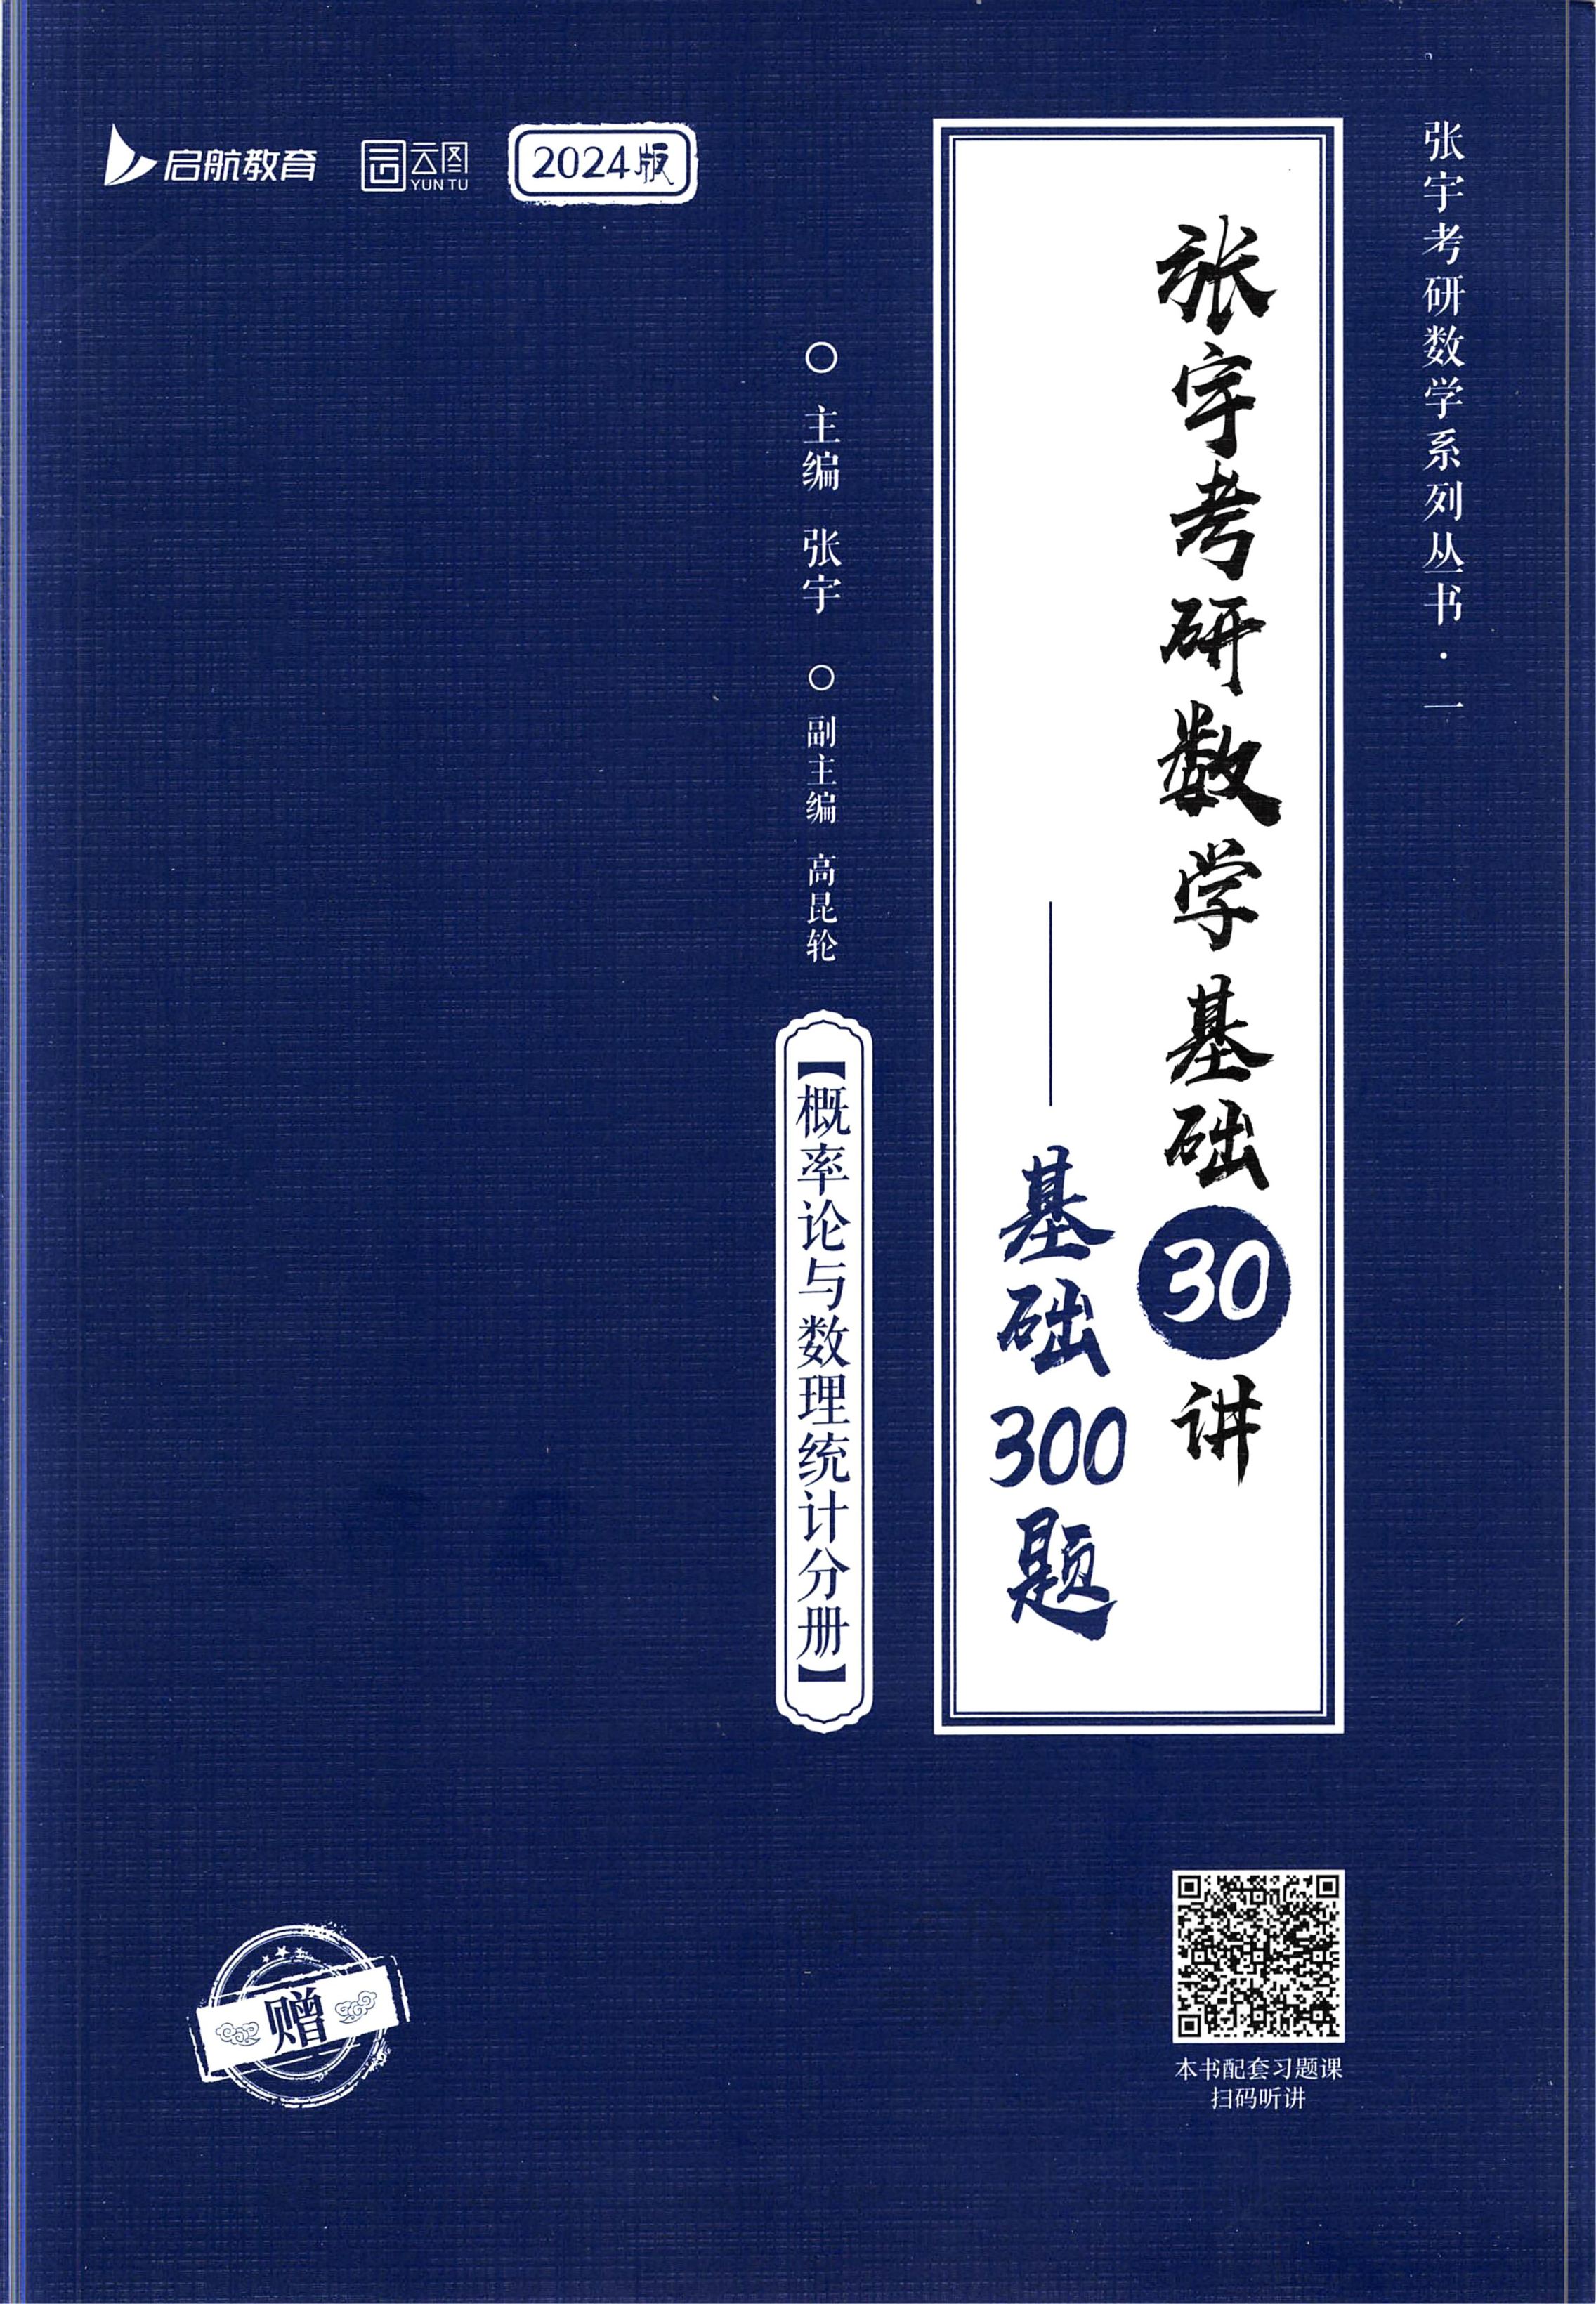 启航教育
云图
YUN TU
2024版
张宇考研数学系列丛书·一
张宇考研数学基础30讲
——基础300题
○ 主编 张宇 ○ 副主编 高昆轮
【概率论与数理统计分册】
赠
本书配套习题课
扫码听讲